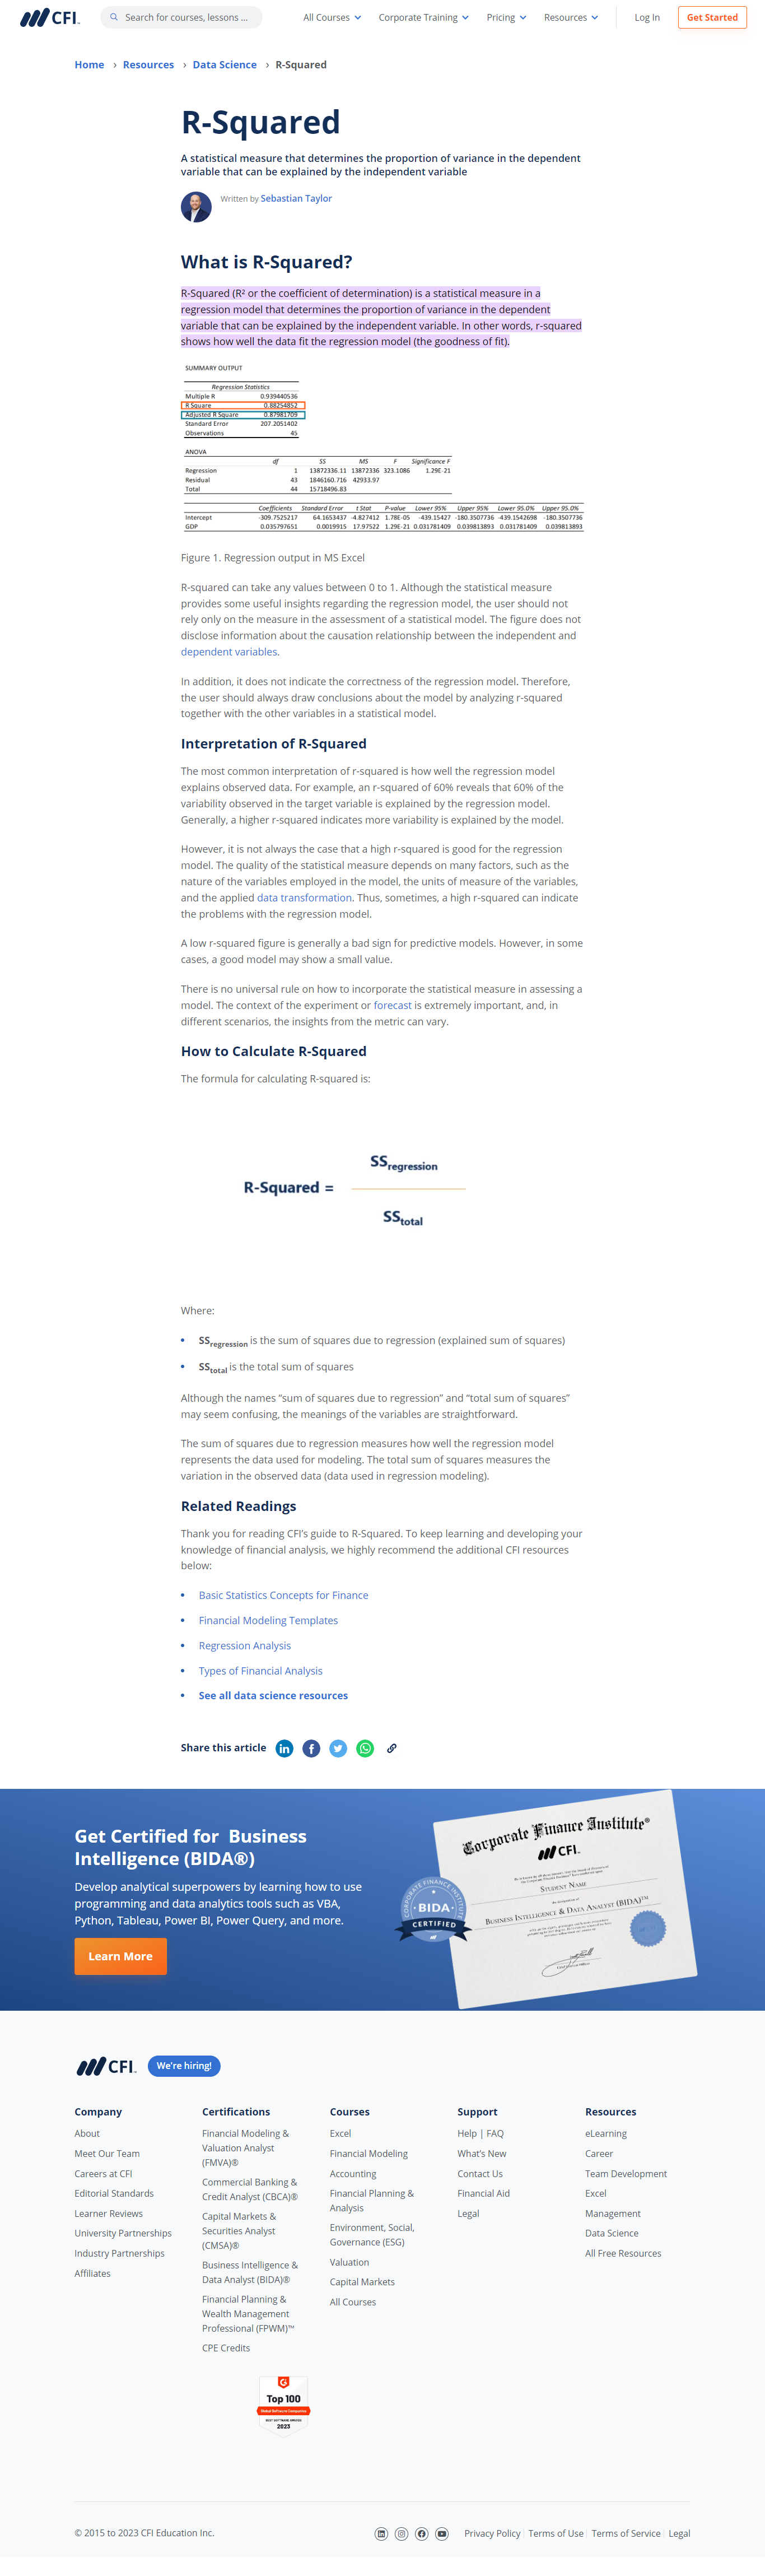 CFI
Search for courses, lessons ...
All Courses
Corporate Training
Pricing
Resources
Log In
Get Started
Home › Resources › Data Science › R-Squared
R-Squared
A statistical measure that determines the proportion of variance in the dependent
variable that can be explained by the independent variable
Written by Sebastian Taylor
What is R-Squared?
R-Squared (R² or the coefficient of determination) is a statistical measure in a
regression model that determines the proportion of variance in the dependent
variable that can be explained by the independent variable. In other words, r-squared
shows how well the data fit the regression model (the goodness of fit).
SUMMARY OUTPUT
Regression Statistics
Multiple R 0.939440536
R Square 0.88254852
Adjusted R Square 0.87981709
Standard Error 207.2051402
Observations 45
ANOVA
df SS MS F Significance F
Regression 1 13872336.11 13872336 323.1086 1.29E-21
Residual 43 1846160.716 42933.97
Total 44 15718496.83
Coefficients Standard Error t Stat P-value Lower 95% Upper 95% Lower 95.0% Upper 95.0%
Intercept -309.7525217 64.1653437 -4.827412 1.78E-05 -439.15427 -180.3507736 -439.1542698 -180.3507736
GDP 0.035797651 0.0019915 17.97522 1.29E-21 0.031781409 0.039813893 0.031781409 0.039813893
Figure 1. Regression output in MS Excel
R-squared can take any values between 0 to 1. Although the statistical measure
provides some useful insights regarding the regression model, the user should not
rely only on the measure in the assessment of a statistical model. The figure does not
disclose information about the causation relationship between the independent and
dependent variables.
In addition, it does not indicate the correctness of the regression model. Therefore,
the user should always draw conclusions about the model by analyzing r-squared
together with the other variables in a statistical model.
Interpretation of R-Squared
The most common interpretation of r-squared is how well the regression model
explains observed data. For example, an r-squared of 60% reveals that 60% of the
variability observed in the target variable is explained by the regression model.
Generally, a higher r-squared indicates more variability is explained by the model.
However, it is not always the case that a high r-squared is good for the regression
model. The quality of the statistical measure depends on many factors, such as the
nature of the variables employed in the model, the units of measure of the variables,
and the applied data transformation. Thus, sometimes, a high r-squared can indicate
the problems with the regression model.
A low r-squared figure is generally a bad sign for predictive models. However, in some
cases, a good model may show a small value.
There is no universal rule on how to incorporate the statistical measure in assessing a
model. The context of the experiment or forecast is extremely important, and, in
different scenarios, the insights from the metric can vary.
How to Calculate R-Squared
The formula for calculating R-squared is:
SSregression
R-Squared =
SStotal
Where:
• SSregression is the sum of squares due to regression (explained sum of squares)
• SStotal is the total sum of squares
Although the names “sum of squares due to regression” and “total sum of squares”
may seem confusing, the meanings of the variables are straightforward.
The sum of squares due to regression measures how well the regression model
represents the data used for modeling. The total sum of squares measures the
variation in the observed data (data used in regression modeling).
Related Readings
Thank you for reading CFI’s guide to R-Squared. To keep learning and developing your
knowledge of financial analysis, we highly recommend the additional CFI resources
below:
• Basic Statistics Concepts for Finance
• Financial Modeling Templates
• Regression Analysis
• Types of Financial Analysis
• See all data science resources
Share this article
Get Certified for Business
Intelligence (BIDA®)
Develop analytical superpowers by learning how to use
programming and data analytics tools such as VBA,
Python, Tableau, Power BI, Power Query, and more.
Learn More
Corporate Finance Institute®
CFI
STUDENT NAME
BUSINESS INTELLIGENCE & DATA ANALYST (BIDA)™
CORPORATE FINANCE INSTITUTE
BIDA
CERTIFIED
CFI
We’re hiring!
Company
About
Meet Our Team
Careers at CFI
Editorial Standards
Learner Reviews
University Partnerships
Industry Partnerships
Affiliates
Certifications
Financial Modeling &
Valuation Analyst
(FMVA)®
Commercial Banking &
Credit Analyst (CBCA)®
Capital Markets &
Securities Analyst
(CMSA)®
Business Intelligence &
Data Analyst (BIDA)®
Financial Planning &
Wealth Management
Professional (FPWM)™
CPE Credits
Courses
Excel
Financial Modeling
Accounting
Financial Planning &
Analysis
Environment, Social,
Governance (ESG)
Valuation
Capital Markets
All Courses
Support
Help | FAQ
What’s New
Contact Us
Financial Aid
Legal
Resources
eLearning
Career
Team Development
Excel
Management
Data Science
All Free Resources
Top 100
Global Software Companies
BEST SOFTWARE AWARDS
2023
© 2015 to 2023 CFI Education Inc.
Privacy Policy | Terms of Use | Terms of Service | Legal